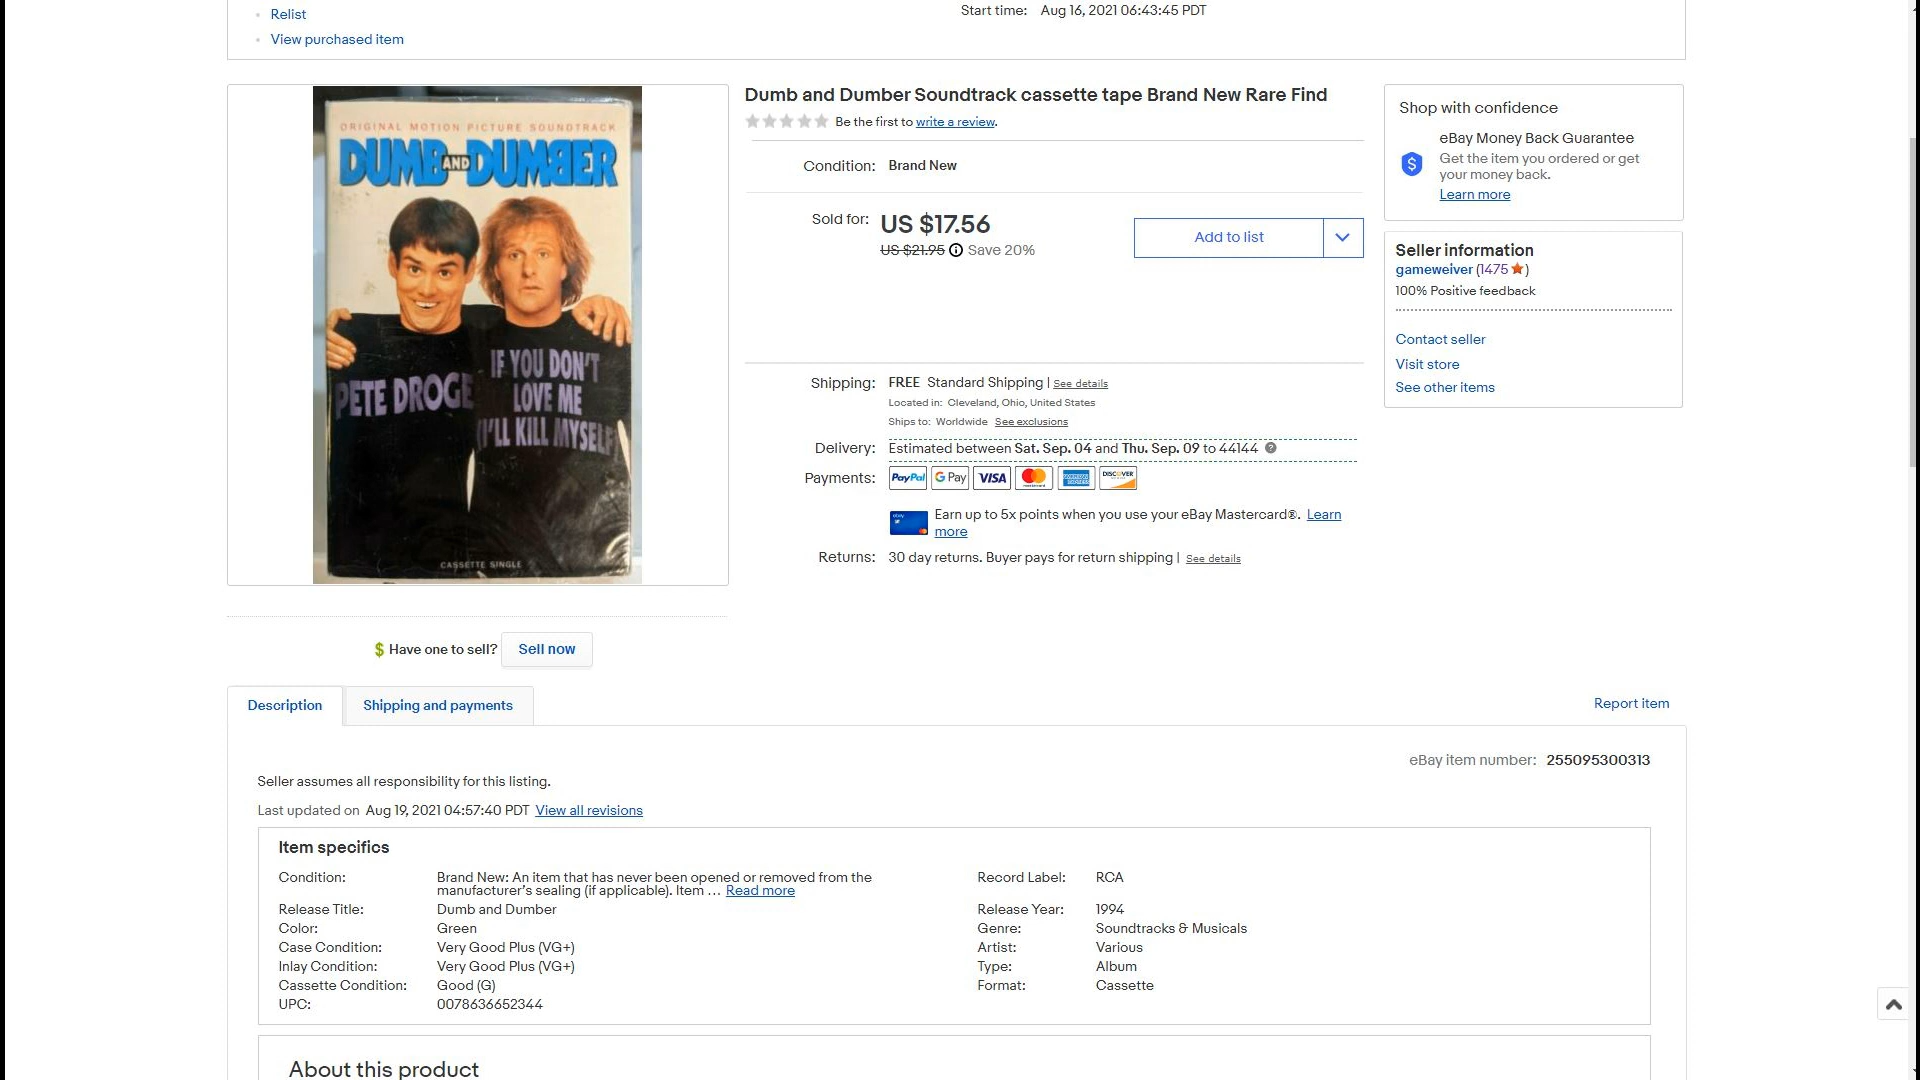 Relist
Start time: Aug 16, 2021 06:43:45 PDT
View purchased item
ORIGINAL MOTION PICTURE SOUNDTRACK
DUMB AND DUMBER
PETE DROGE
IF YOU DON'T
LOVE ME
I'LL KILL MYSELF
CASSETTE SINGLE
Dumb and Dumber Soundtrack cassette tape Brand New Rare Find
Be the first to write a review.
Condition: Brand New
Sold for: US $17.56
US $21.95 Save 20%
Add to list
Shipping: FREE Standard Shipping | See details
Located in: Cleveland, Ohio, United States
Ships to: Worldwide See exclusions
Delivery: Estimated between Sat. Sep. 04 and Thu. Sep. 09 to 44144
Payments: PayPal G Pay VISA mastercard AMERICAN EXPRESS DISCOVER
ebay
Earn up to 5x points when you use your eBay Mastercard®. Learn
more
Returns: 30 day returns. Buyer pays for return shipping | See details
Shop with confidence
eBay Money Back Guarantee
Get the item you ordered or get
your money back.
Learn more
Seller information
gameweiver (1475)
100% Positive feedback
Contact seller
Visit store
See other items
$ Have one to sell? Sell now
Description
Shipping and payments
Report item
eBay item number: 255095300313
Seller assumes all responsibility for this listing.
Last updated on Aug 19, 2021 04:57:40 PDT View all revisions
Item specifics
Condition: Brand New: An item that has never been opened or removed from the
manufacturer's sealing (if applicable). Item ... Read more
Record Label: RCA
Release Title: Dumb and Dumber
Release Year: 1994
Color: Green
Genre: Soundtracks & Musicals
Case Condition: Very Good Plus (VG+)
Artist: Various
Inlay Condition: Very Good Plus (VG+)
Type: Album
Cassette Condition: Good (G)
Format: Cassette
UPC: 0078636652344
About this product